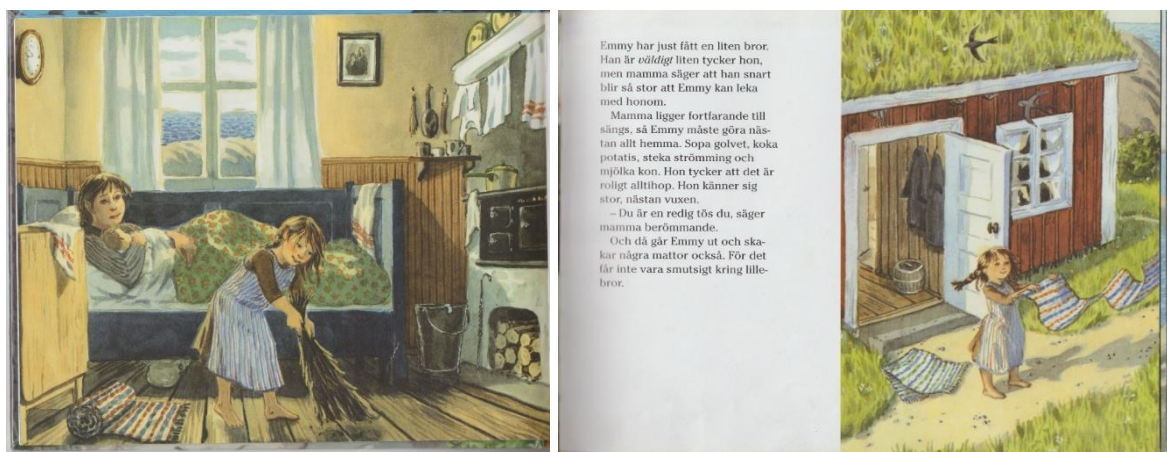 Emmy har just fått en liten bror.
Han är väldigt liten tycker hon,
men mamma säger att han snart
blir så stor att Emmy kan leka
med honom.
Mamma ligger fortfarande till
sängs, så Emmy måste göra näs-
tan allt hemma. Sopa golvet, koka
potatis, steka strömming och
mjölka kon. Hon tycker att det är
roligt alltihop. Hon känner sig
stor, nästan vuxen.
– Du är en redig tös du, säger
mamma berömmande.
Och då går Emmy ut och ska-
kar några mattor också. För det
får inte vara smutsigt kring lille-
bror.